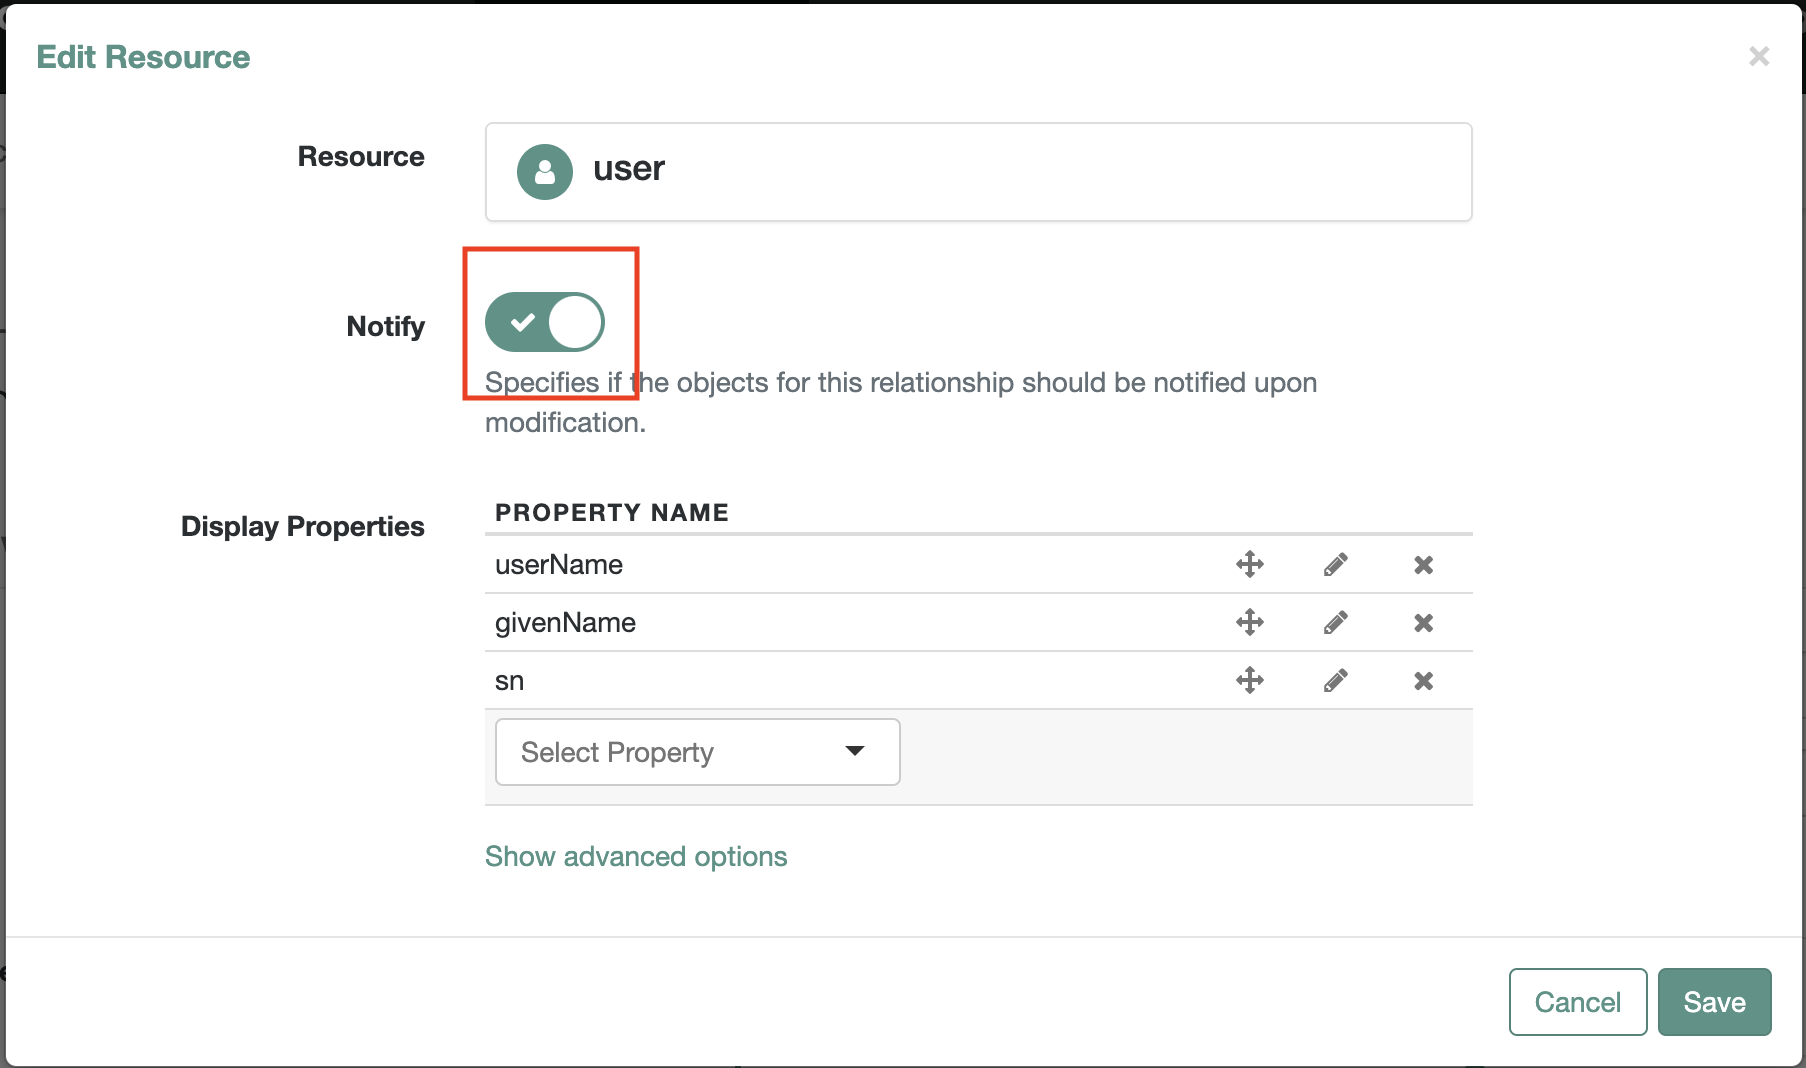 Edit Resource
Resource
user
Notify
Specifies if the objects for this relationship should be notified upon
modification.
Display Properties
PROPERTY NAME
userName
givenName
sn
Select Property
Show advanced options
Cancel
Save